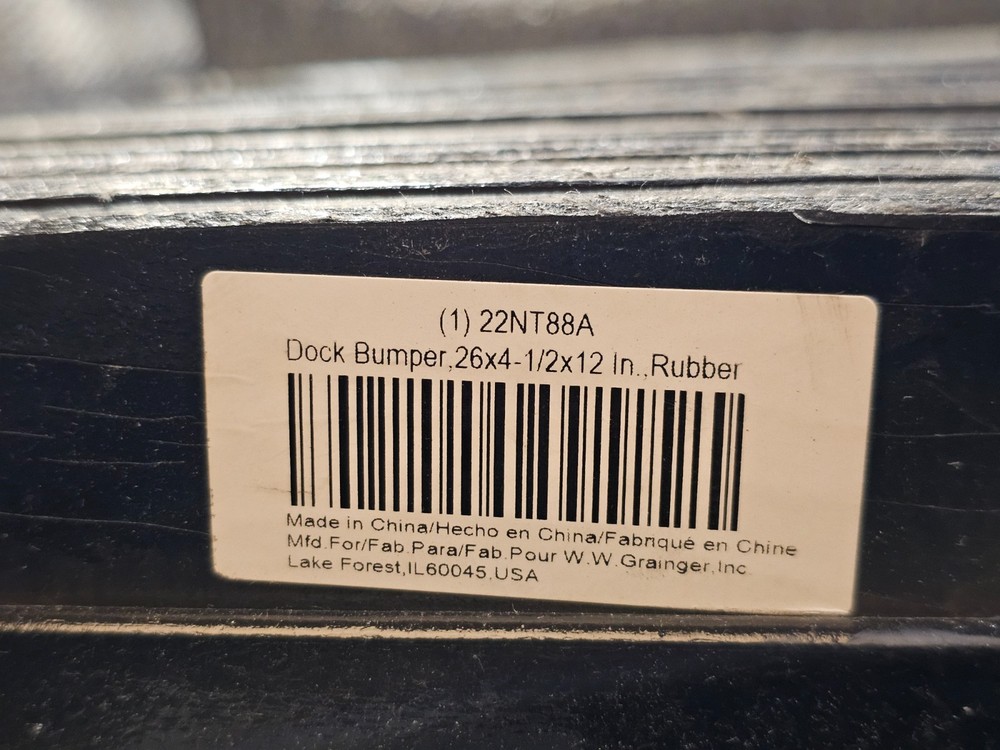 (1) 22NT88A
Dock Bumper,26x4-1/2x12 In.,Rubber
Made in China/Hecho en China/Fabriqué en Chine
Mfd.For/Fab.Para/Fab.Pour W.W.Grainger,Inc.
Lake Forest,IL60045,USA